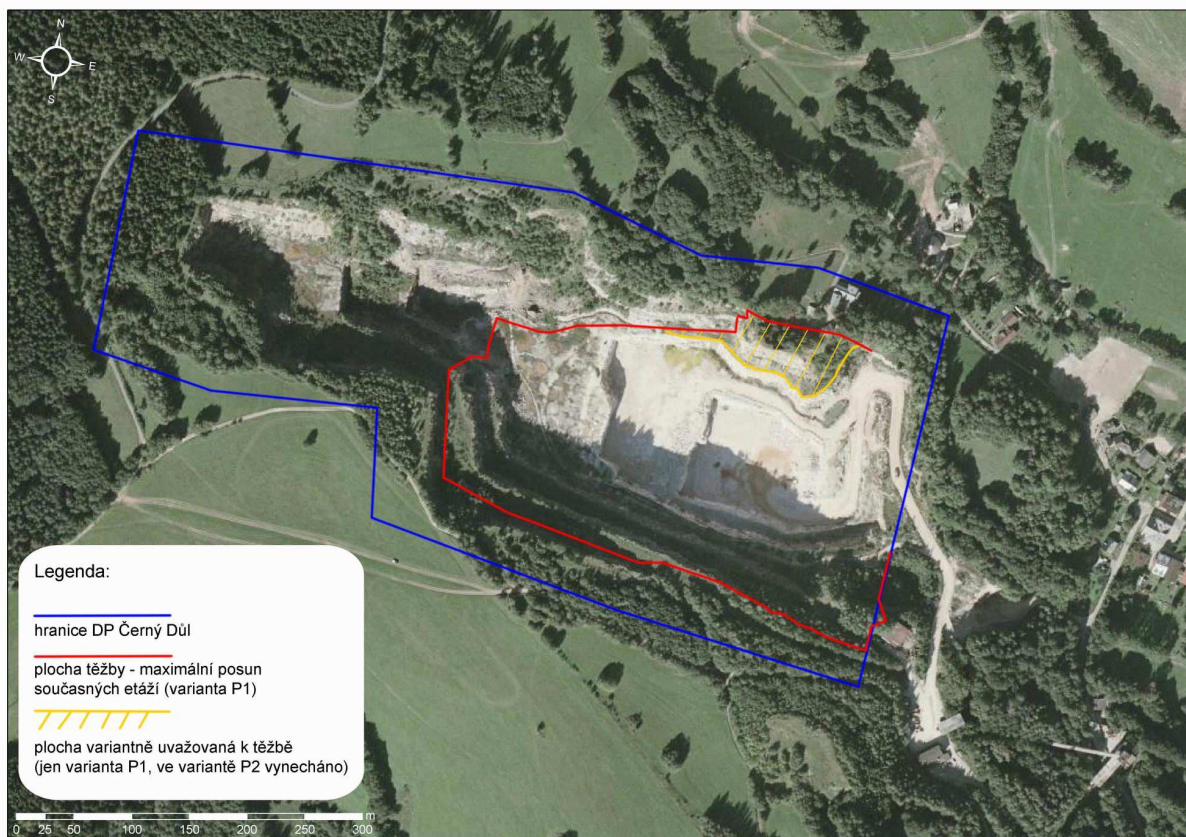 N
W
E
S
Legenda:
hranice DP Černý Důl
plocha těžby - maximální posun
současných etáží (varianta P1)
plocha variantně uvažovaná k těžbě
(jen varianta P1, ve variantě P2 vynecháno)
0 25 50 100 150 200 250 300 m